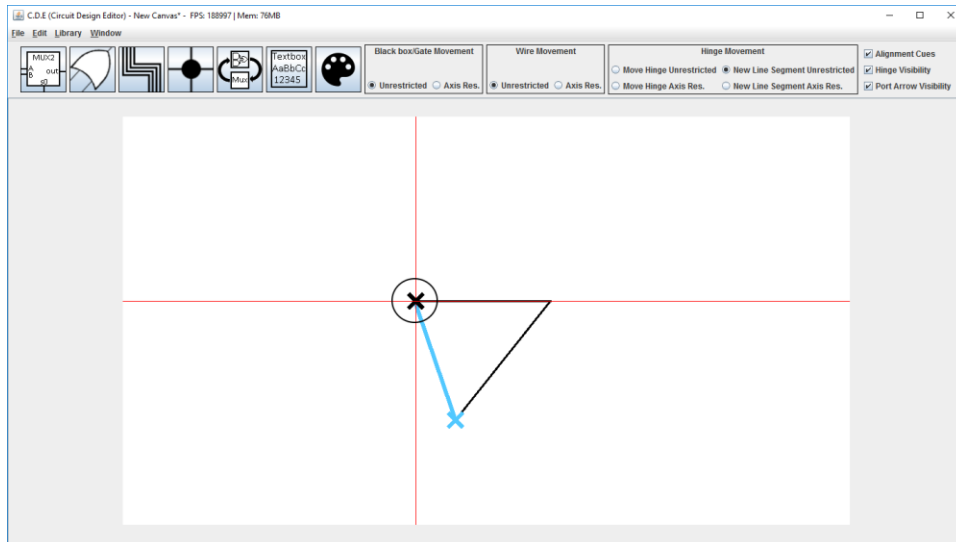 C.D.E (Circuit Design Editor) - New Canvas* - FPS: 188997 | Mem: 76MB
File Edit Library Window
MUX2
A
B
out
s0
Mux
Textbox
AaBbCc
12345
Black box/Gate Movement
Unrestricted Axis Res.
Wire Movement
Unrestricted Axis Res.
Hinge Movement
Move Hinge Unrestricted New Line Segment Unrestricted
Move Hinge Axis Res. New Line Segment Axis Res.
Alignment Cues
Hinge Visibility
Port Arrow Visibility